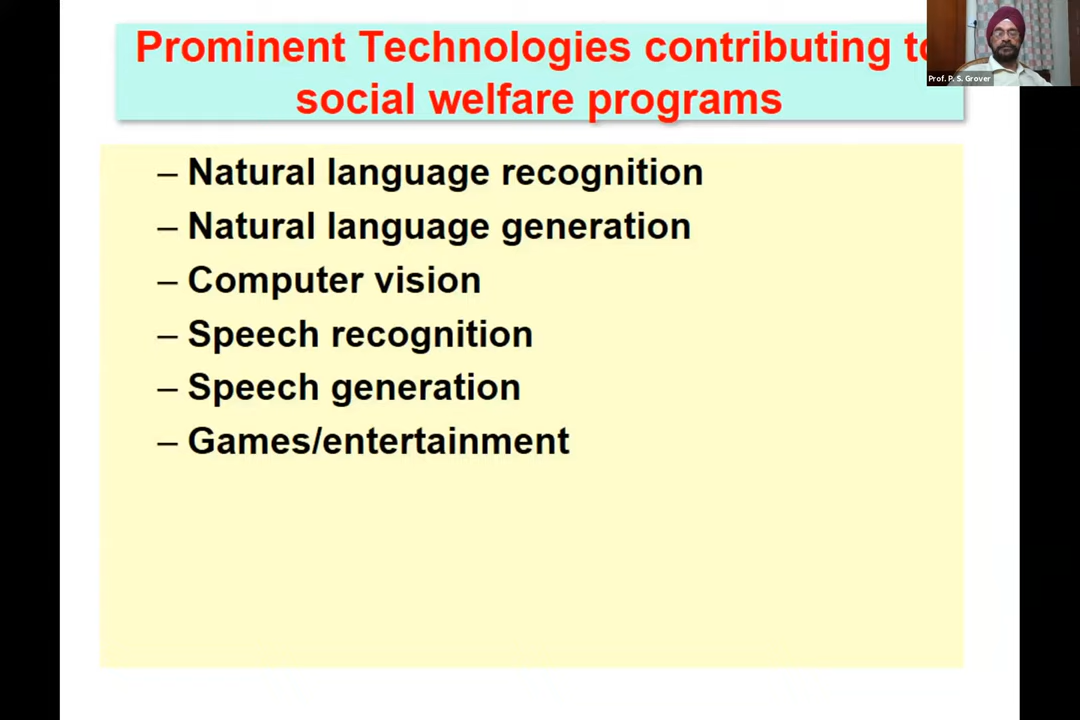 Prominent Technologies contributing to
social welfare programs
Prof. P. S. Grover
– Natural language recognition
– Natural language generation
– Computer vision
– Speech recognition
– Speech generation
– Games/entertainment